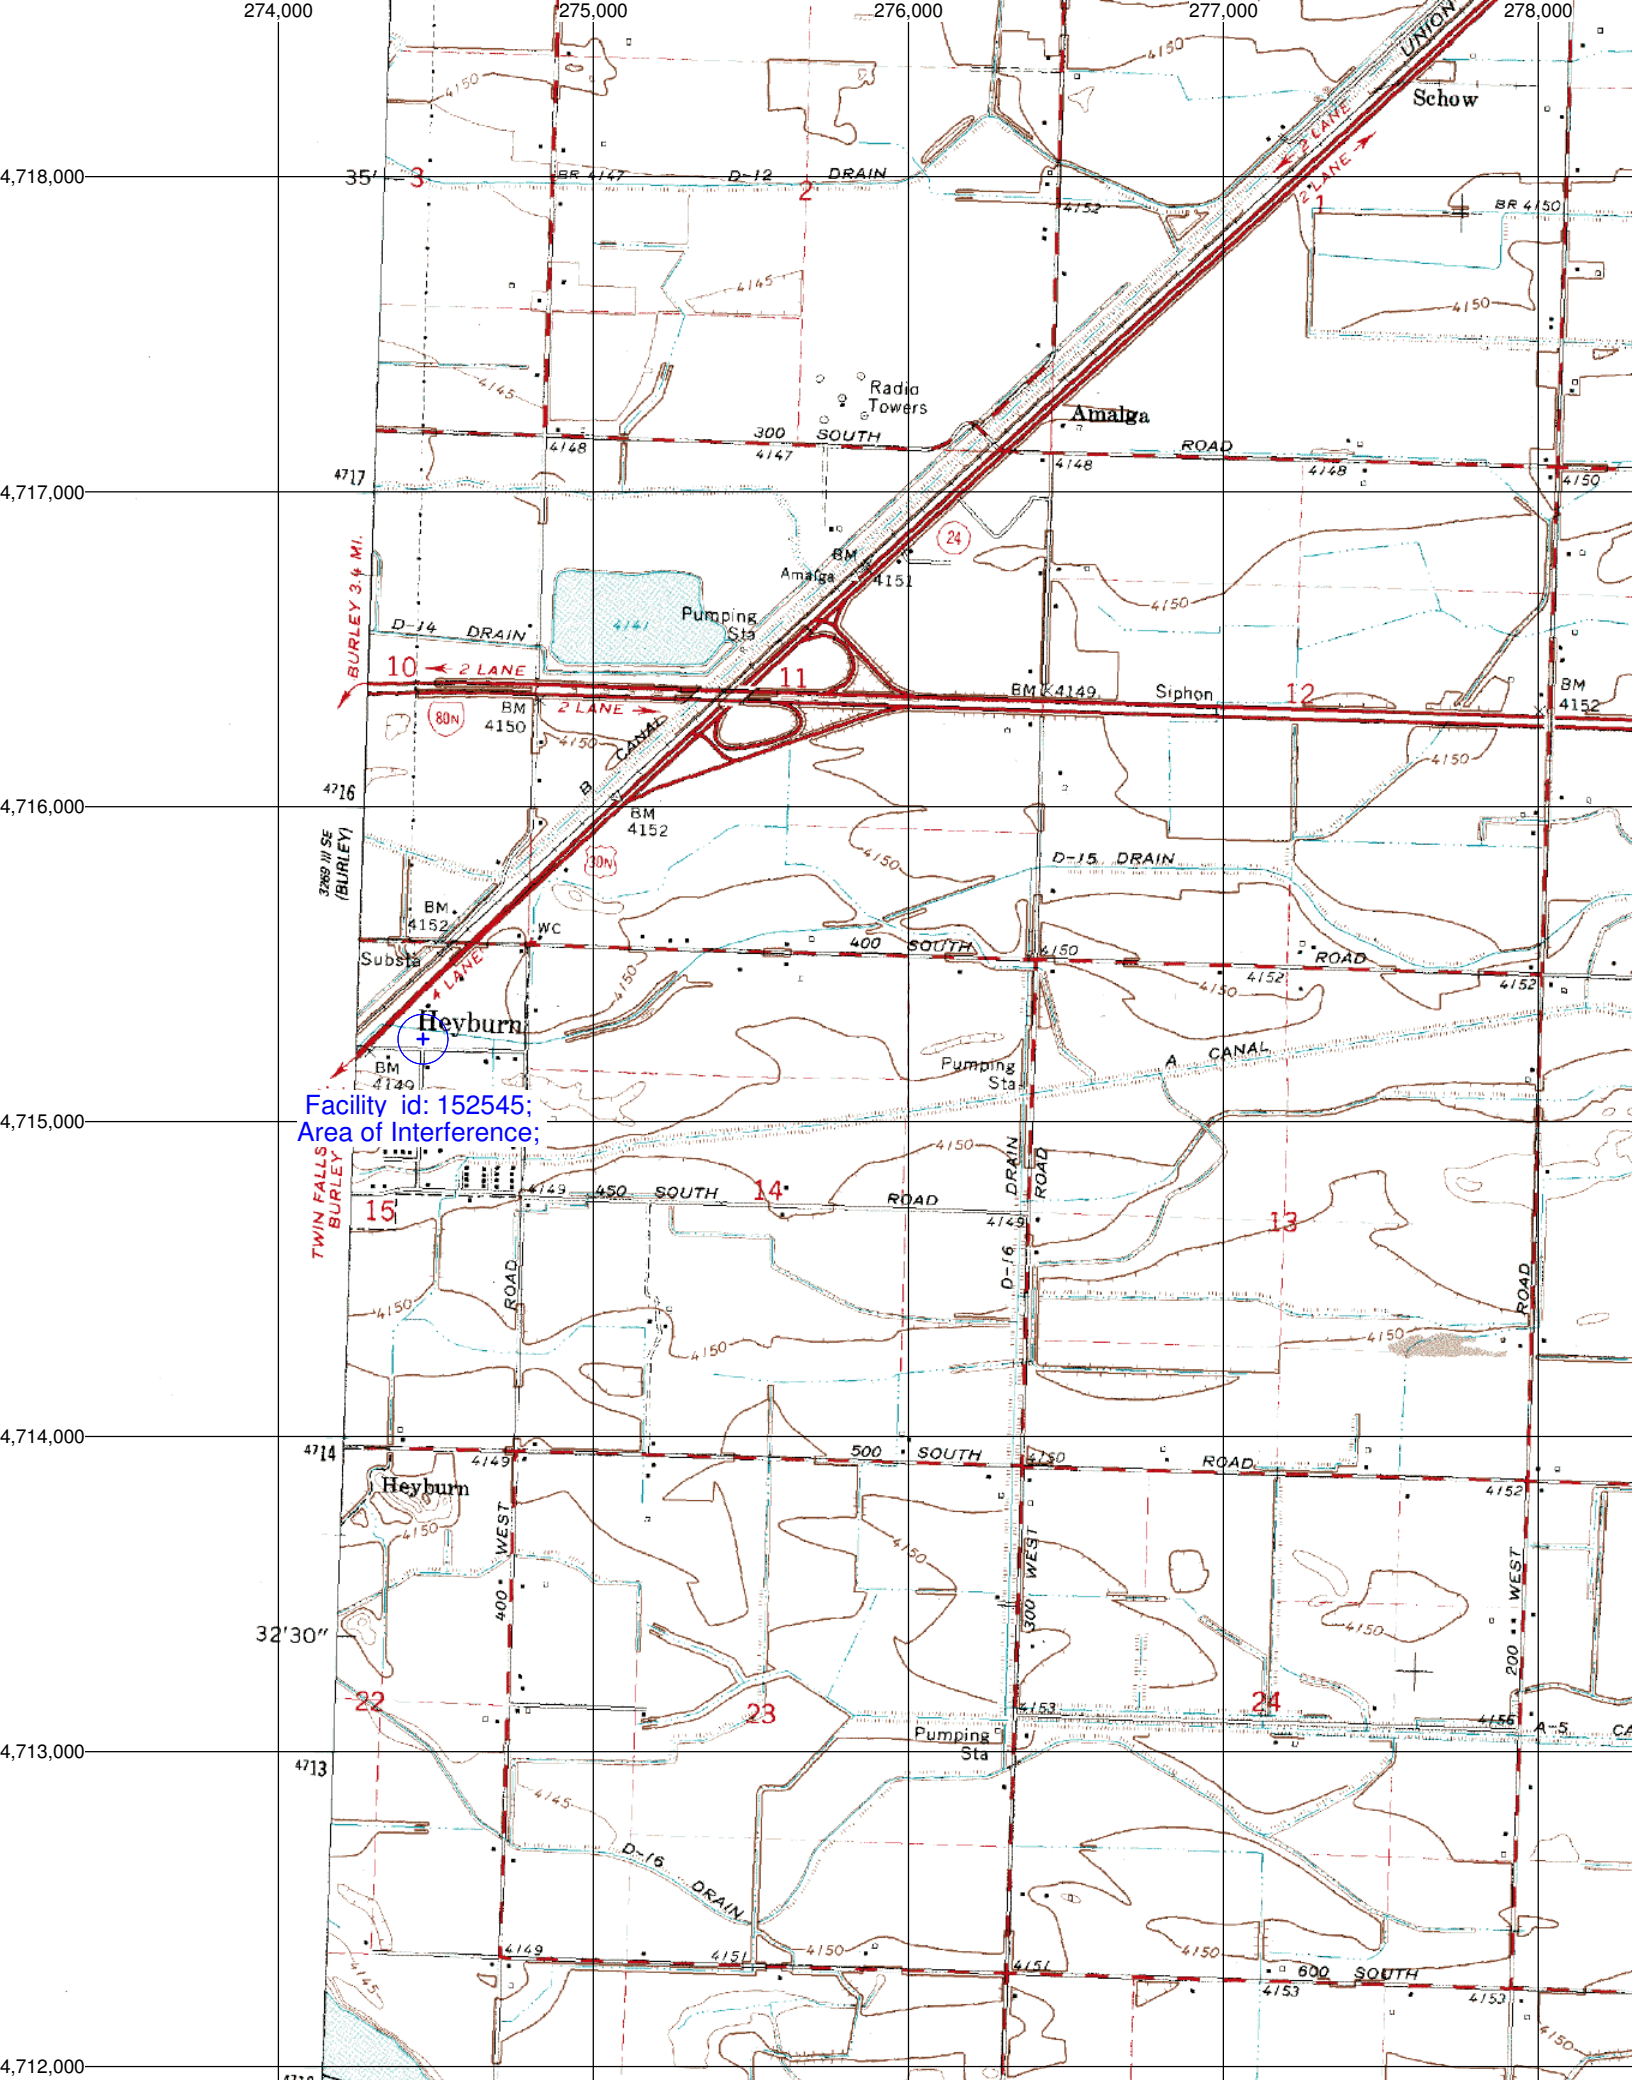 274,000 275,000 276,000 277,000 278,000
UNION
4150
Schow
4150
2 LANE
2 LANE
4,718,000
35'
3
BR 4147
D-12 DRAIN
2
4152
1
BR 4150
4145
4150
4145
Radio
Towers
Amalga
300 SOUTH ROAD
4148
4147
4148
4148
4150
4717
4,717,000
24
BM
4151
Amalga
BURLEY 3.4 MI.
Pumping
Sta
4141
4150
D-14 DRAIN
10
2 LANE
11
BM K4149
Siphon
12
BM
4152
80N
BM
4150
2 LANE
4150
B CANAL
4150
4716
4,716,000
BM
4152
30N
3269 III SE
(BURLEY)
4150
D-15 DRAIN
BM
4152
WC
Substa
400 SOUTH ROAD
4150
4152
4152
4 LANE
4150
4150
Heyburn
BM
4149
Pumping
Sta
A CANAL
Facility id: 152545;
Area of Interference;
4,715,000
4150
TWIN FALLS
BURLEY
DRAIN
ROAD
15
4149
450 SOUTH ROAD
14
4149
13
D-16
ROAD
ROAD
4150
4150
4150
4,714,000
4714
4149
500 SOUTH ROAD
4150
4152
Heyburn
4150
4150
400 WEST
300 WEST
200 WEST
4150
32'30"
22
23
4153
24
4156
A-5 CA
Pumping
Sta
4,713,000
4713
4145
D-16 DRAIN
4149
4151
4150
4151
4150
600 SOUTH
4153
4153
4145
4150
4,712,000